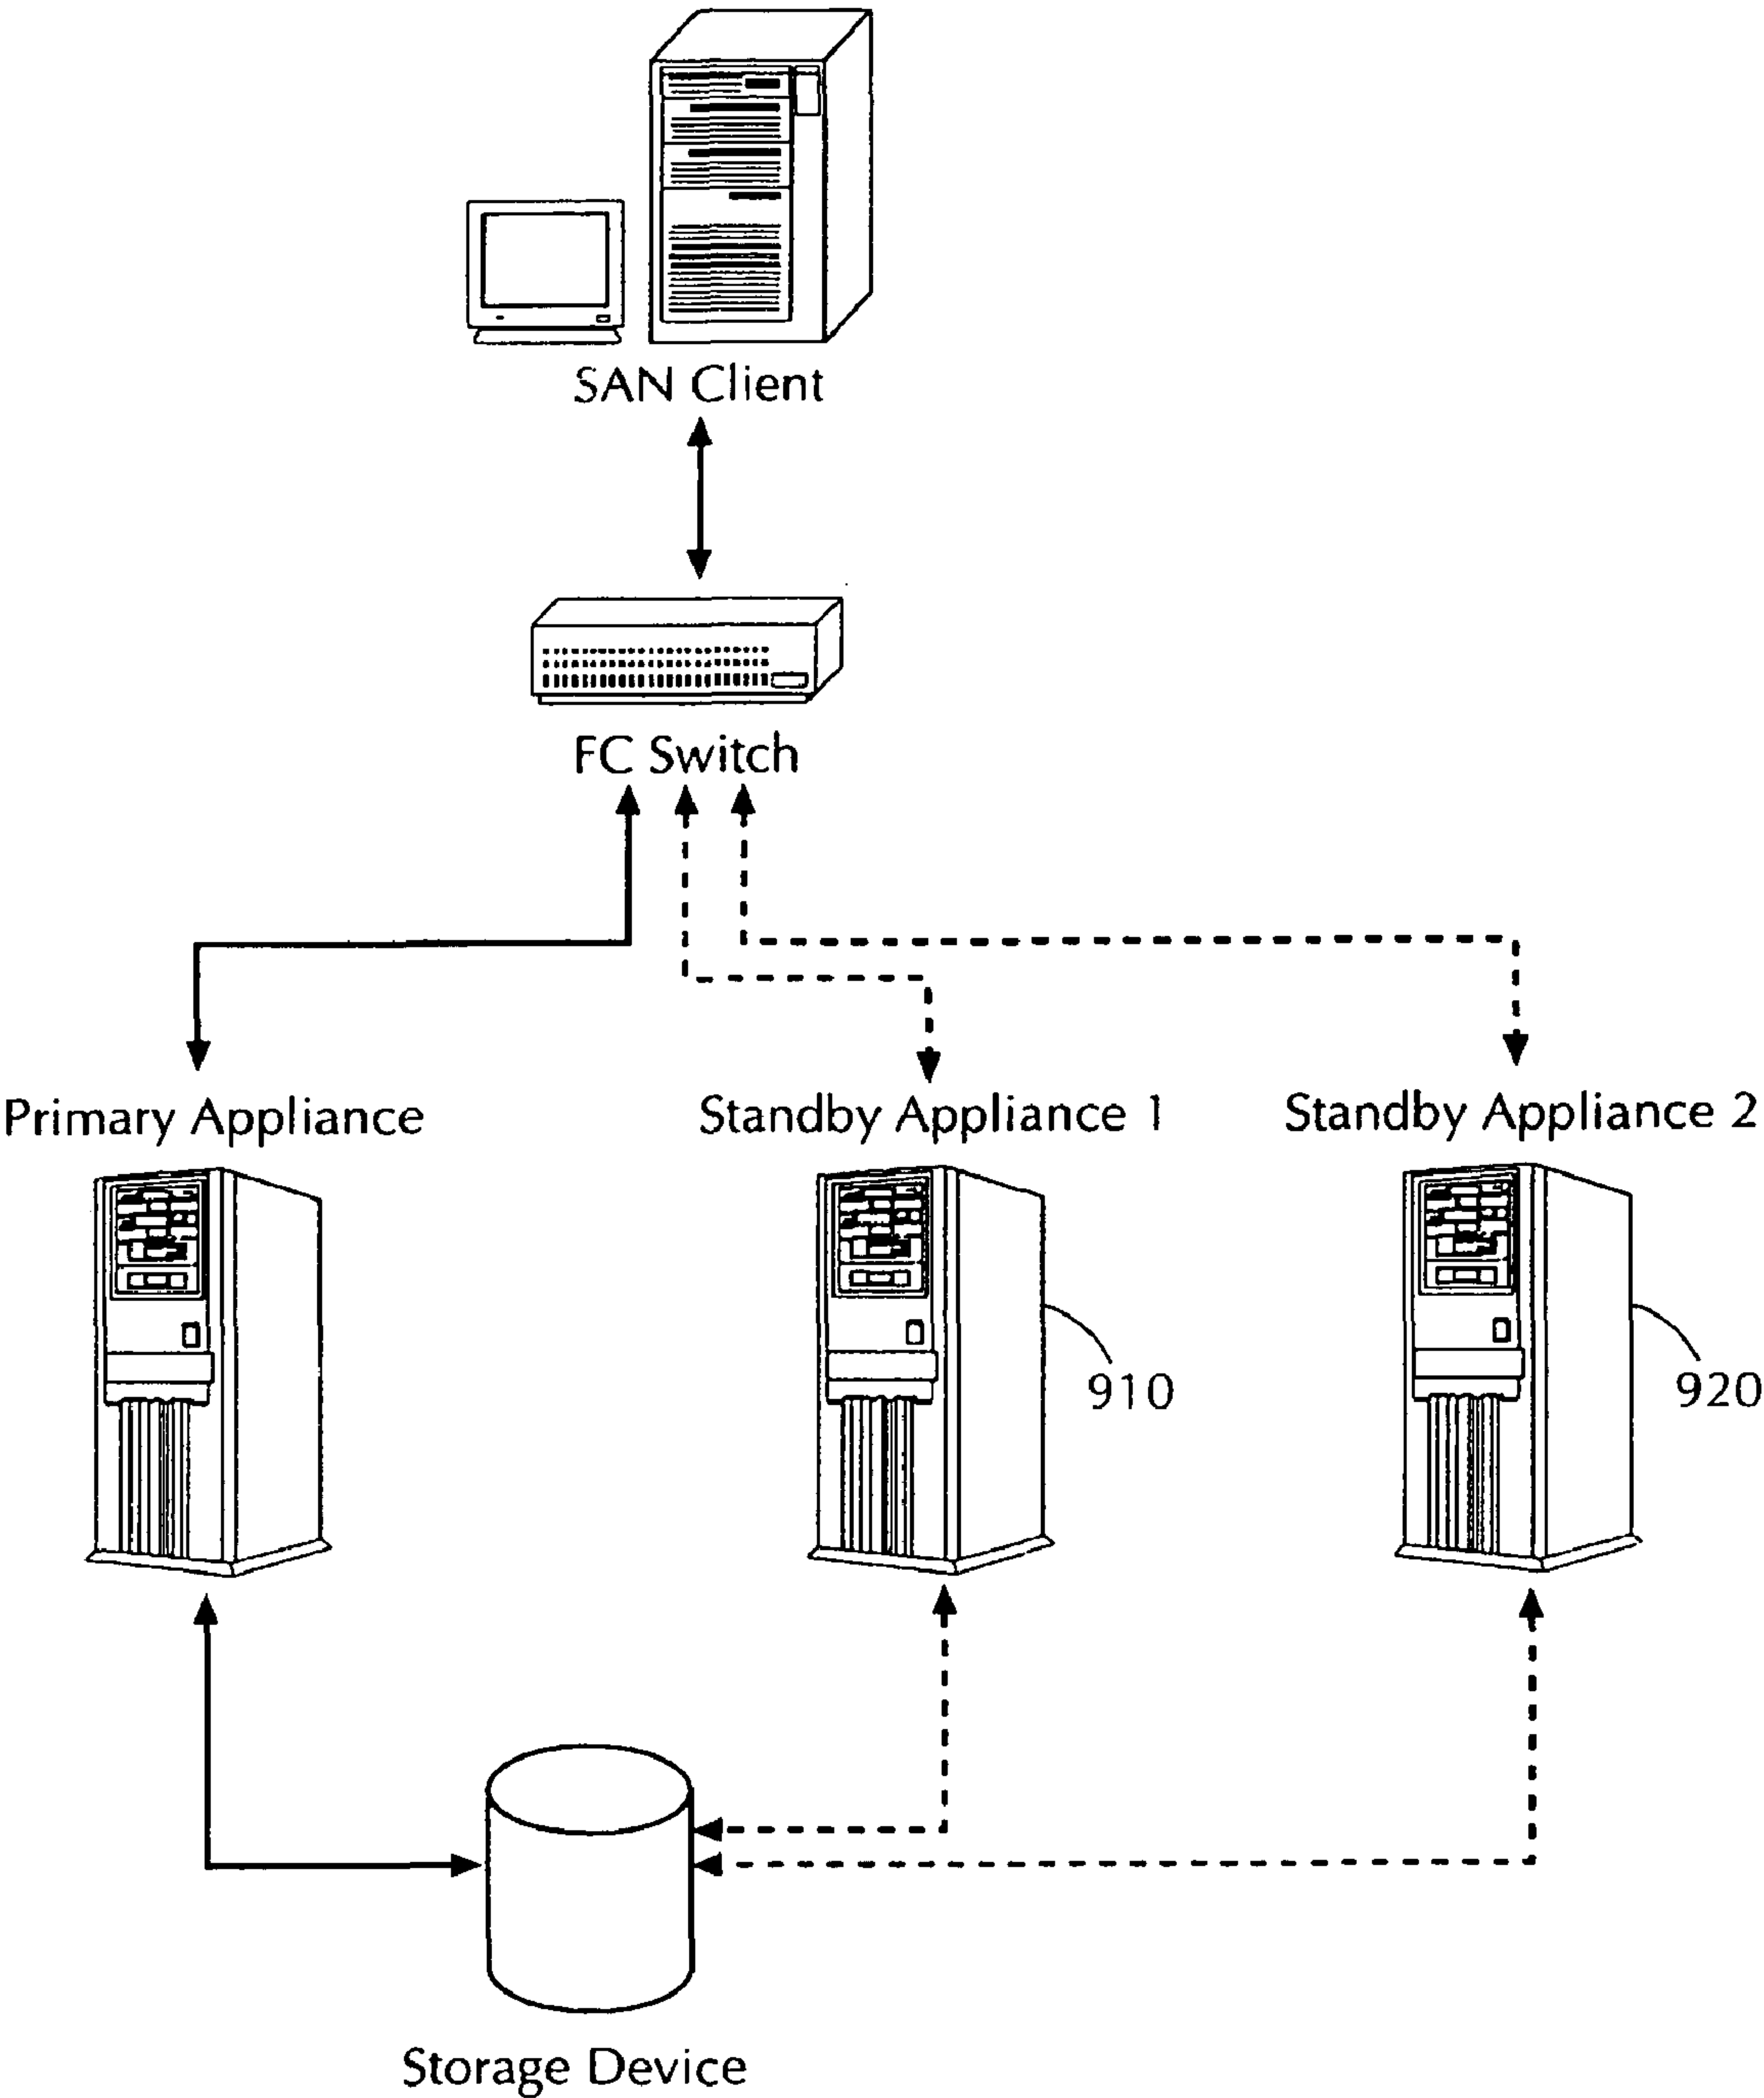 SAN Client
FC Switch
Primary Appliance
Standby Appliance 1
Standby Appliance 2
910
920
Storage Device